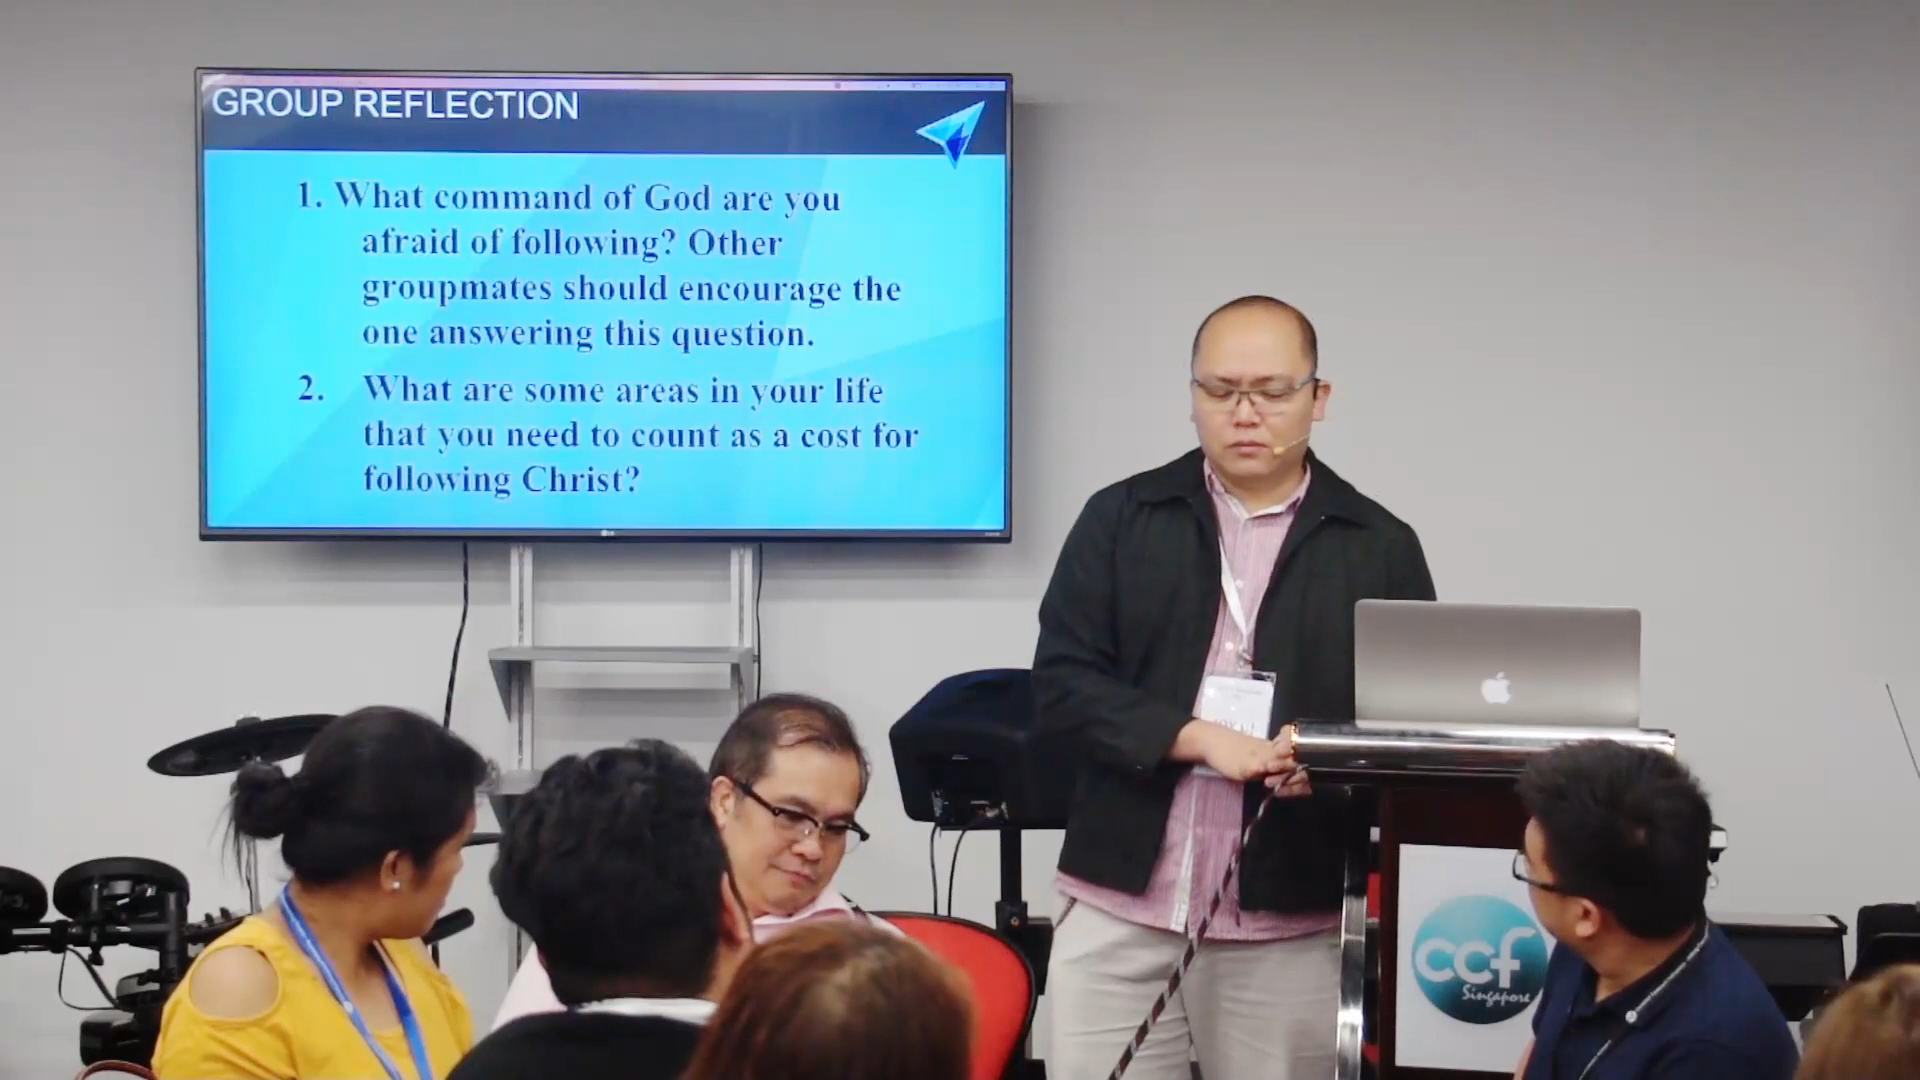 GROUP REFLECTION
1. What command of God are you
afraid of following? Other
groupmates should encourage the
one answering this question.
2. What are some areas in your life
that you need to count as a cost for
following Christ?
LG
ccf
Singapore